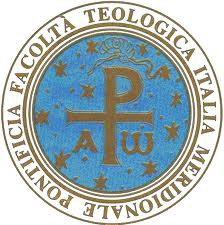 PONTIFICIA FACOLTÀ TEOLOGICA ITALIA MERIDIONALE
Α Ω